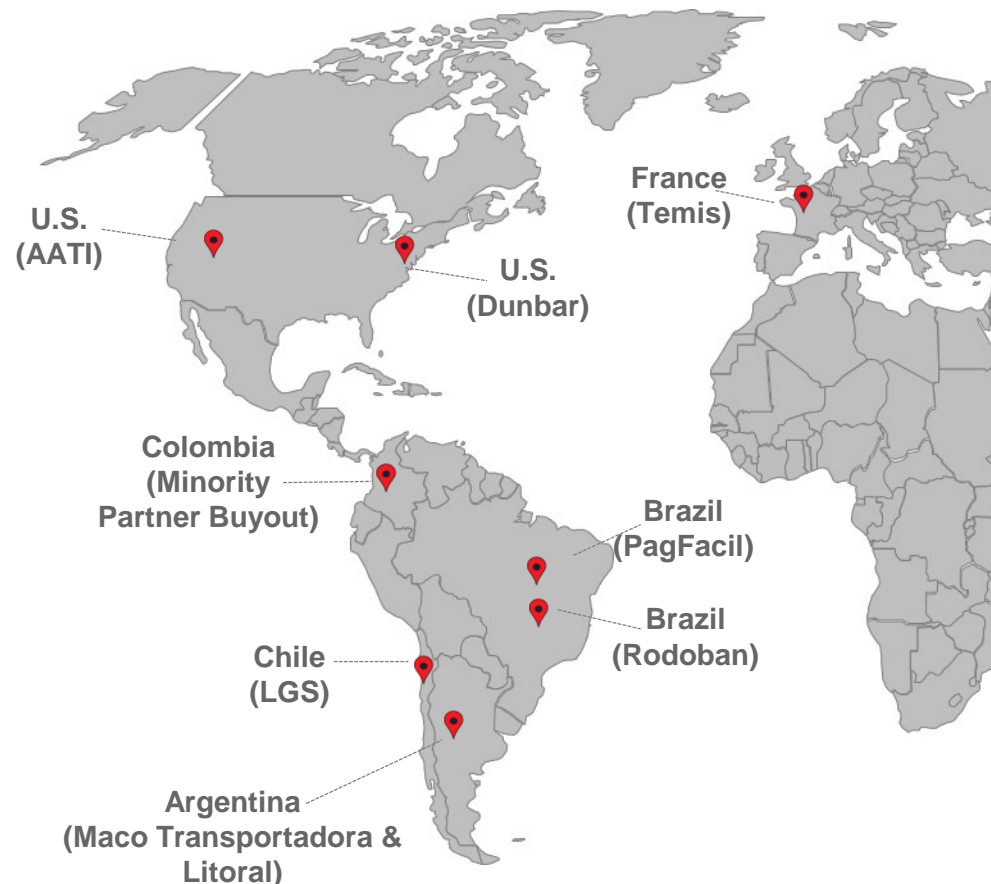 France
(Temis)
U.S.
(AATI)
U.S.
(Dunbar)
Colombia
(Minority
Partner Buyout)
Brazil
(PagFacil)
Brazil
(Rodoban)
Chile
(LGS)
Argentina
(Maco Transportadora &
Litoral)